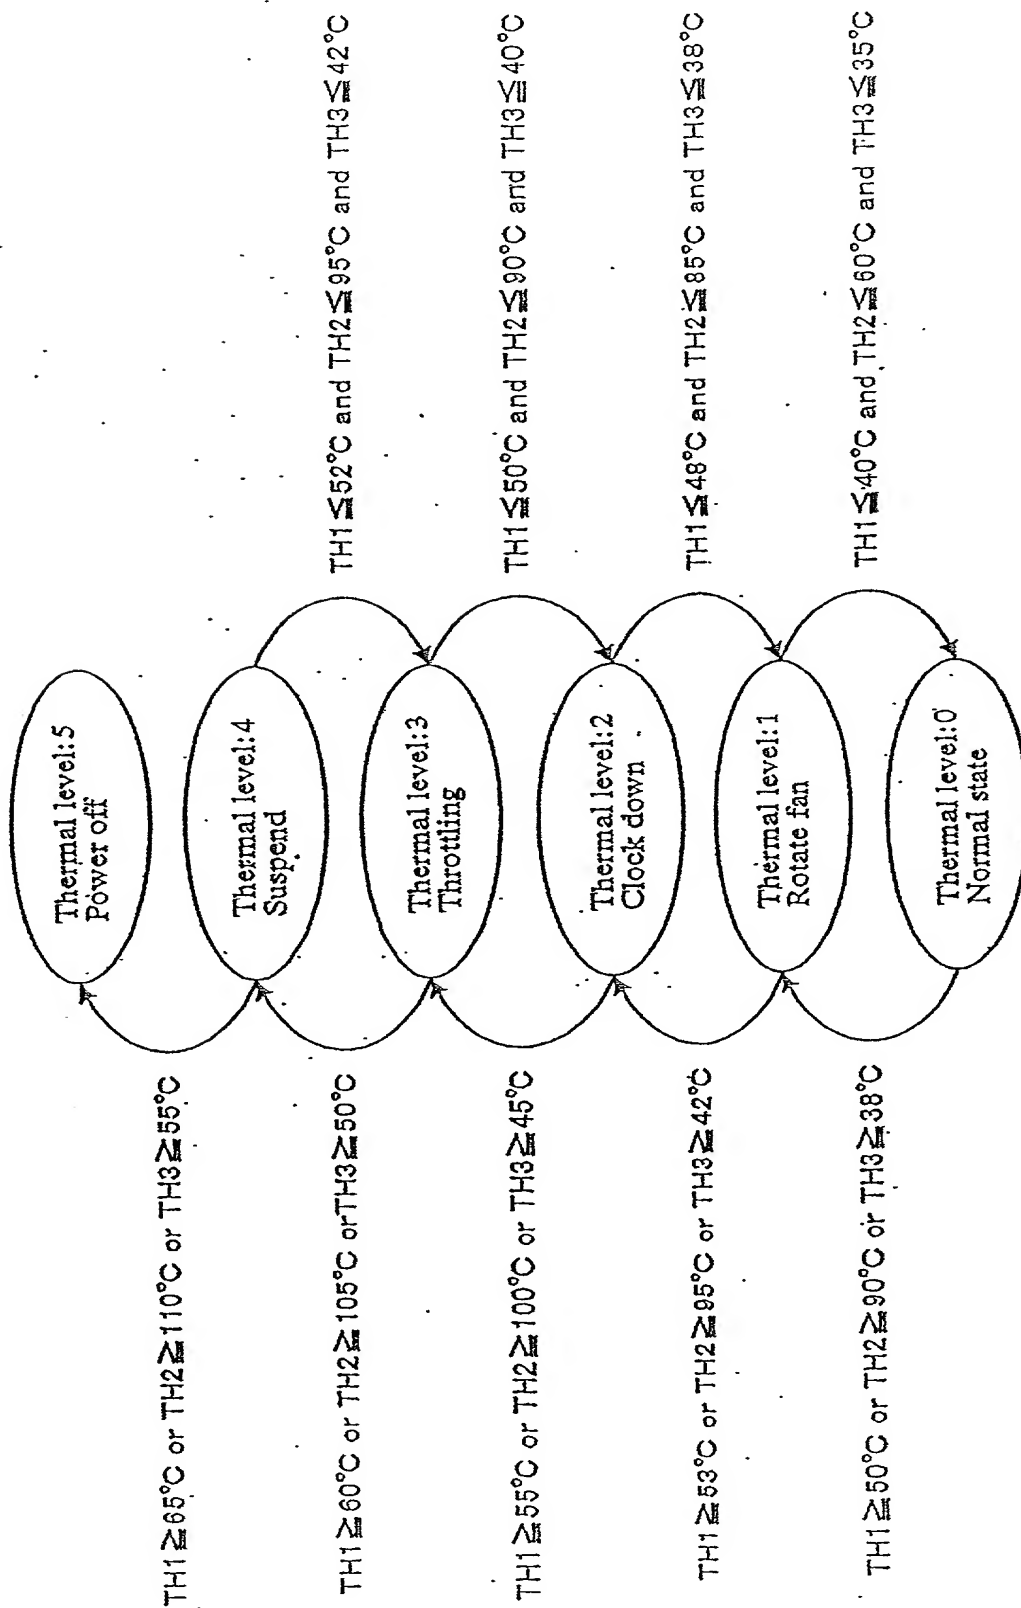 TH1≧65°C or TH2≧110°C or TH3≧55°C
Thermal level:5
Power off
TH1≧60°C or TH2≧105°C orTH3≧50°C
Thermal level:4
Suspend
TH1≦52°C and TH2≦95°C and TH3≦42°C
TH1≧55°C or TH2≧100°C or TH3≧45°C
Thermal level:3
Throttling
TH1≦50°C and TH2≦90°C and TH3≦40°C
TH1≧53°C or TH2≧95°C or TH3≧42°C
Thermal level:2
Clock down
TH1≦48°C and TH2≦85°C and TH3≦38°C
TH1≧50°C or TH2≧90°C or TH3≧38°C
Thermal level:1
Rotate fan
TH1≦40°C and TH2≦60°C and TH3≦35°C
Thermal level:0
Normal state